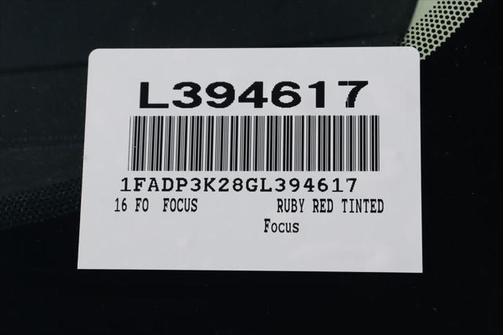 L394617
1FADP3K28GL394617
16 FO FOCUS RUBY RED TINTED
Focus